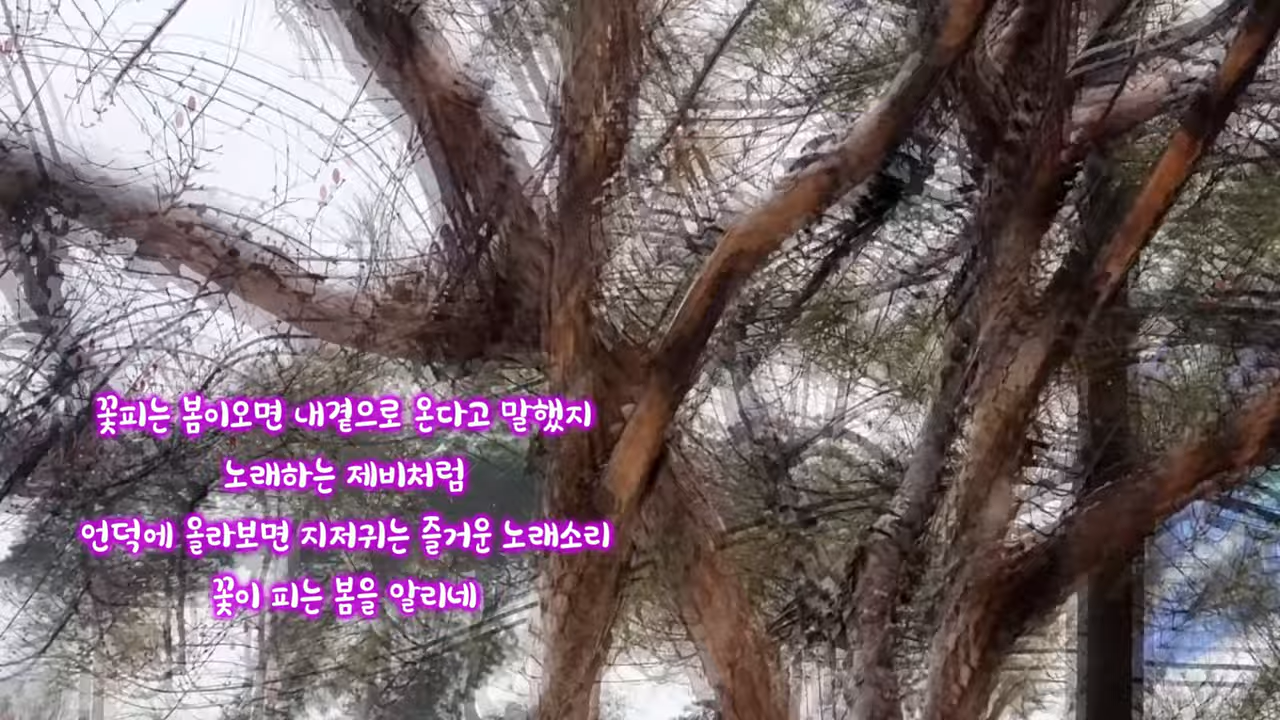 꽃피는 봄이오면 내곁으로 온다고 말했지
노래하는 제비처럼
언덕에 올라보면 지저귀는 즐거운 노래소리
꽃이 피는 봄을 알리네